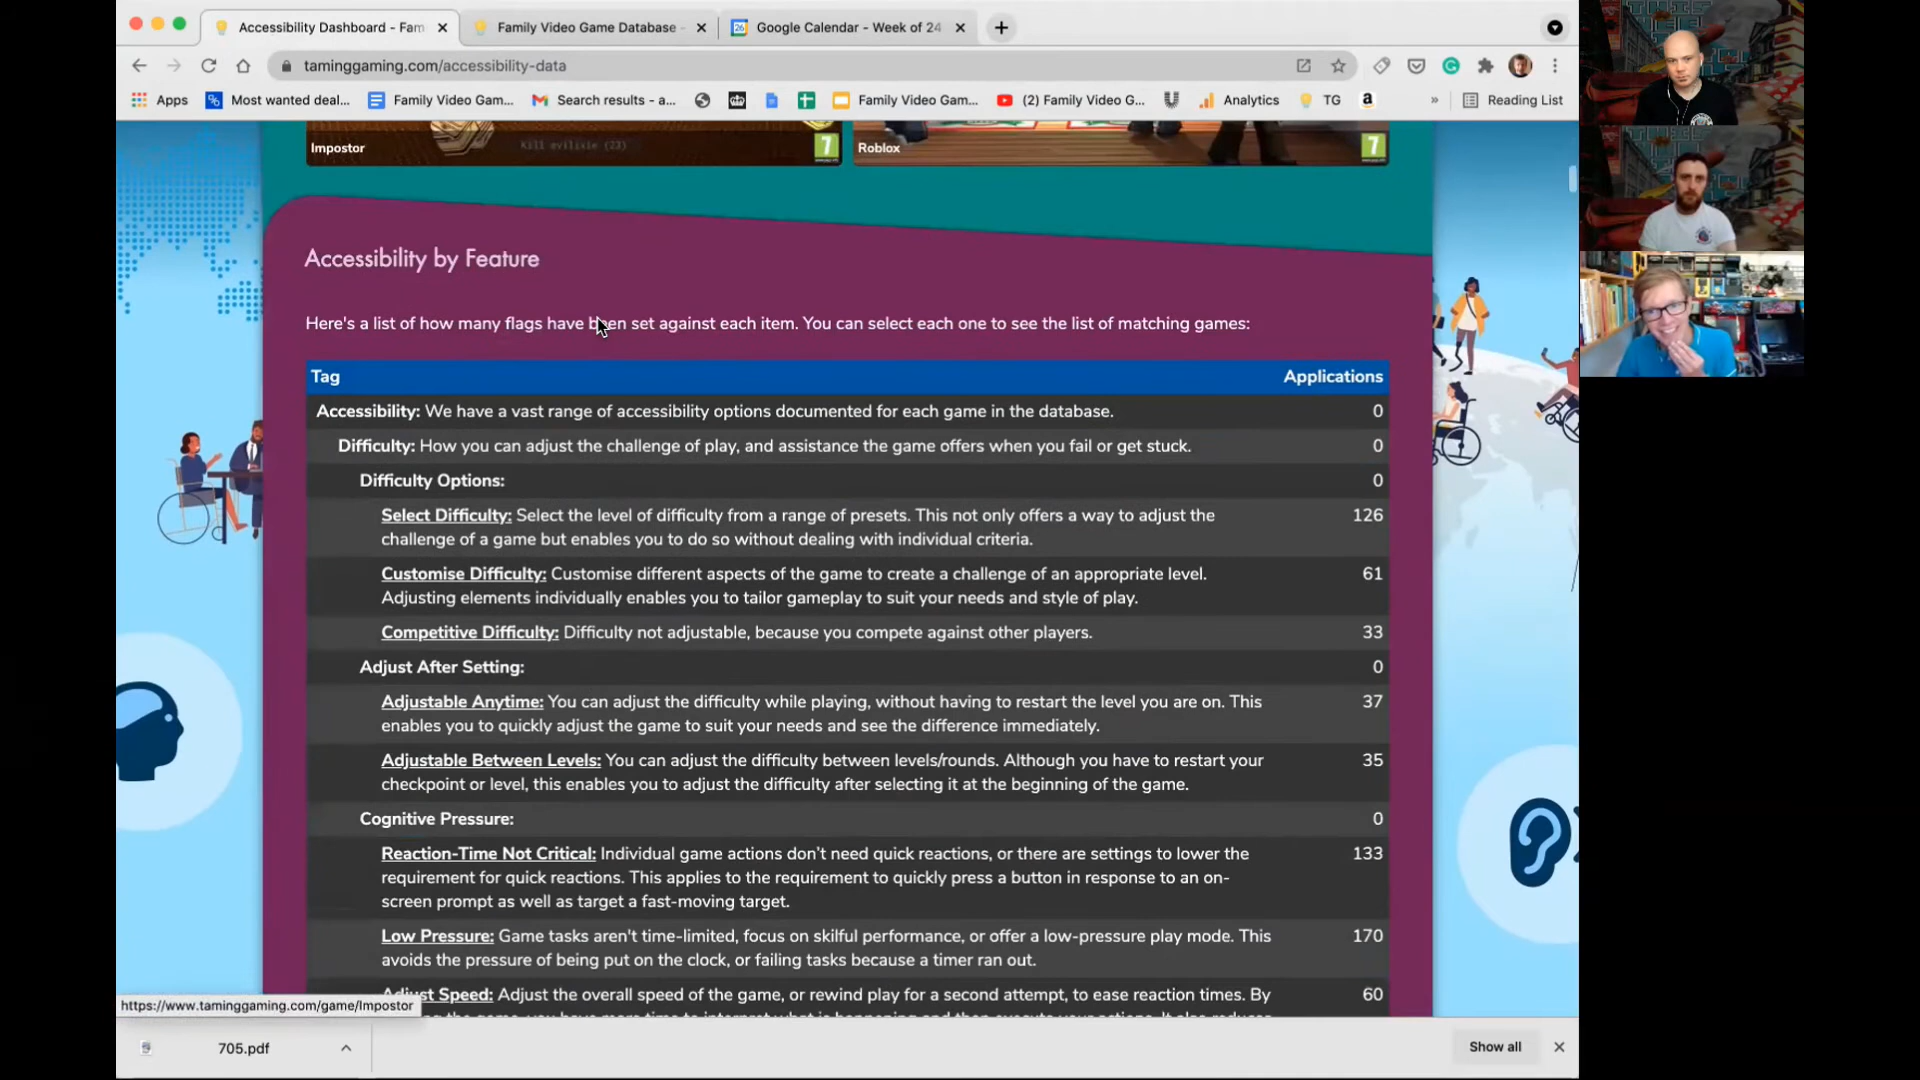 Accessibility Dashboard - Fam
Family Video Game Database -
Google Calendar - Week of 24
taminggaming.com/accessibility-data
Apps
Most wanted deal...
Family Video Gam...
Search results - a...
Family Video Gam...
(2) Family Video G...
Analytics
TG
»
Reading List
Impostor
Kill evilixie (23)
7
Roblox
7
Accessibility by Feature
Here's a list of how many flags have been set against each item. You can select each one to see the list of matching games:
Tag Applications
Accessibility: We have a vast range of accessibility options documented for each game in the database. 0
Difficulty: How you can adjust the challenge of play, and assistance the game offers when you fail or get stuck. 0
Difficulty Options: 0
Select Difficulty: Select the level of difficulty from a range of presets. This not only offers a way to adjust the 126
challenge of a game but enables you to do so without dealing with individual criteria.
Customise Difficulty: Customise different aspects of the game to create a challenge of an appropriate level. 61
Adjusting elements individually enables you to tailor gameplay to suit your needs and style of play.
Competitive Difficulty: Difficulty not adjustable, because you compete against other players. 33
Adjust After Setting: 0
Adjustable Anytime: You can adjust the difficulty while playing, without having to restart the level you are on. This 37
enables you to quickly adjust the game to suit your needs and see the difference immediately.
Adjustable Between Levels: You can adjust the difficulty between levels/rounds. Although you have to restart your 35
checkpoint or level, this enables you to adjust the difficulty after selecting it at the beginning of the game.
Cognitive Pressure: 0
Reaction-Time Not Critical: Individual game actions don't need quick reactions, or there are settings to lower the 133
requirement for quick reactions. This applies to the requirement to quickly press a button in response to an on-
screen prompt as well as target a fast-moving target.
Low Pressure: Game tasks aren't time-limited, focus on skilful performance, or offer a low-pressure play mode. This 170
avoids the pressure of being put on the clock, or failing tasks because a timer ran out.
Adjust Speed: Adjust the overall speed of the game, or rewind play for a second attempt, to ease reaction times. By 60
https://www.taminggaming.com/game/Impostor
705.pdf
Show all